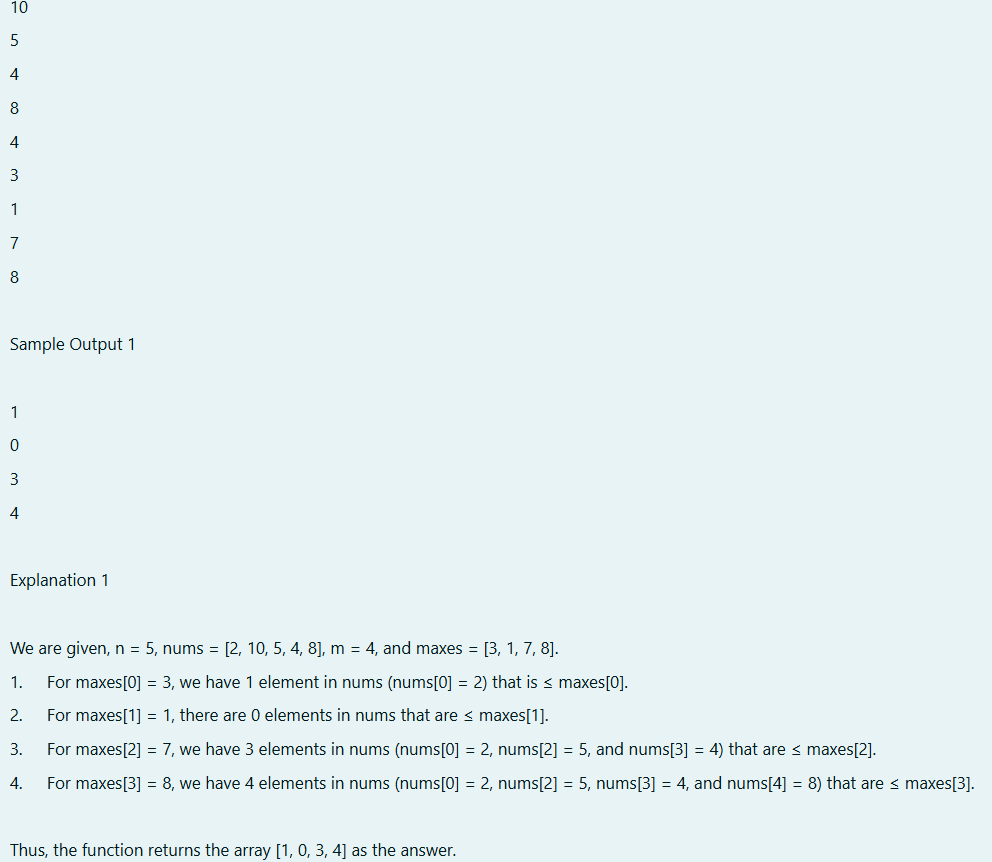 10
5
4
8
4
3
1
7
8
Sample Output 1
1
0
3
4
Explanation 1
We are given, n = 5, nums = [2, 10, 5, 4, 8], m = 4, and maxes = [3, 1, 7, 8].
1. For maxes[0] = 3, we have 1 element in nums (nums[0] = 2) that is ≤ maxes[0].
2. For maxes[1] = 1, there are 0 elements in nums that are ≤ maxes[1].
3. For maxes[2] = 7, we have 3 elements in nums (nums[0] = 2, nums[2] = 5, and nums[3] = 4) that are ≤ maxes[2].
4. For maxes[3] = 8, we have 4 elements in nums (nums[0] = 2, nums[2] = 5, nums[3] = 4, and nums[4] = 8) that are ≤ maxes[3].
Thus, the function returns the array [1, 0, 3, 4] as the answer.